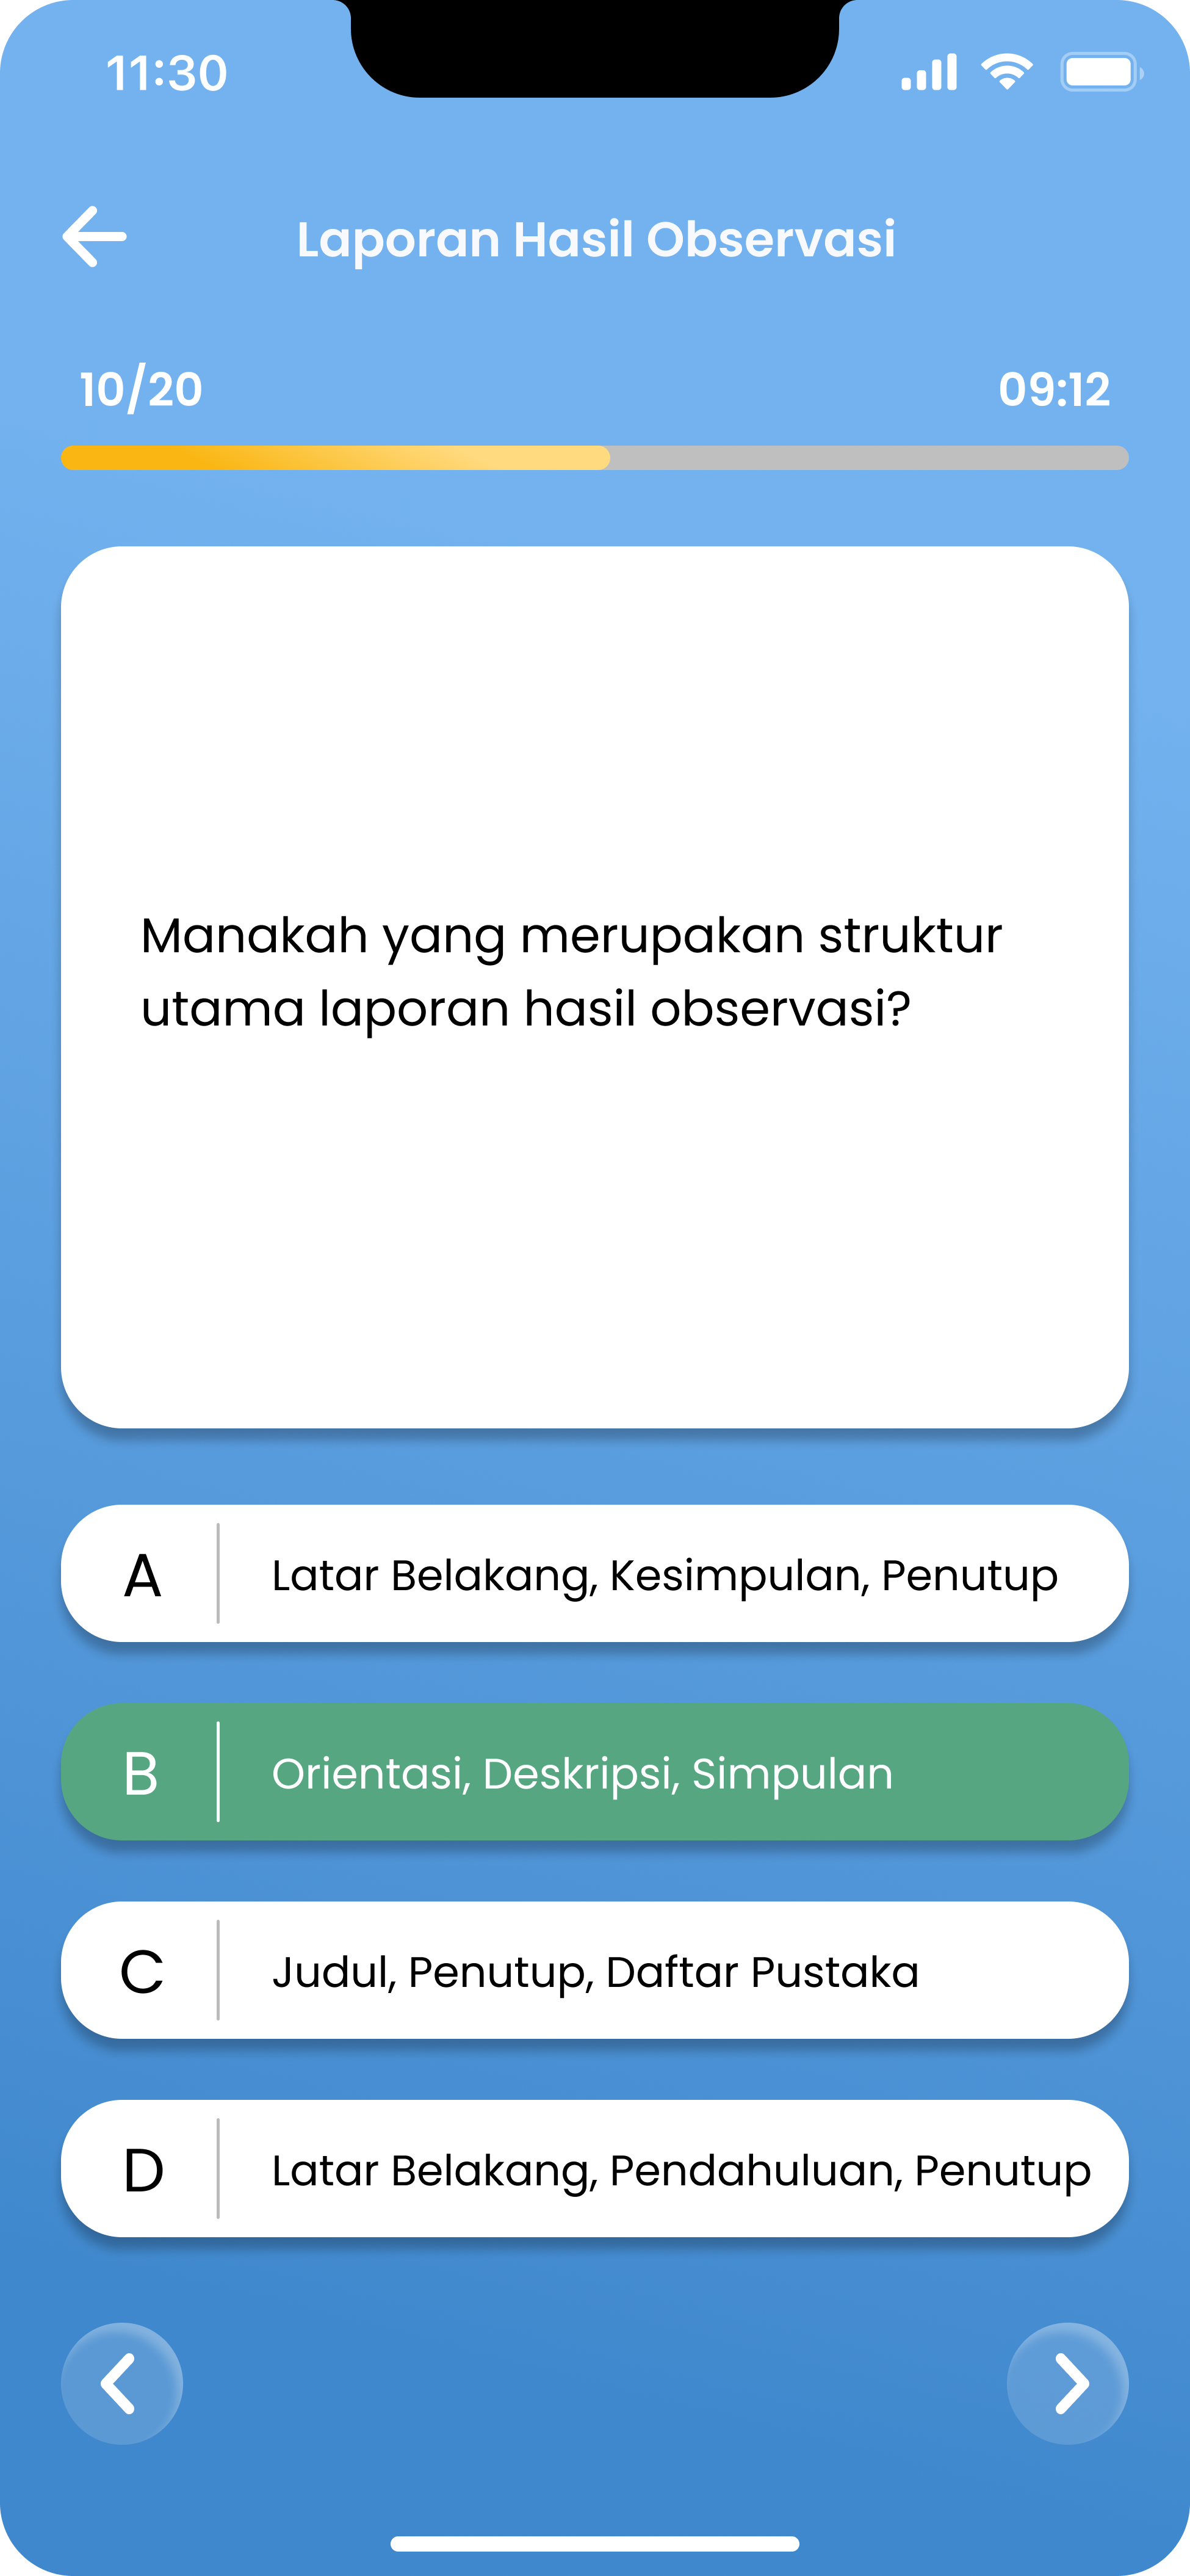 11:30
Laporan Hasil Observasi
10/20
09:12
Manakah yang merupakan struktur
utama laporan hasil observasi?
A
Latar Belakang, Kesimpulan, Penutup
B
Orientasi, Deskripsi, Simpulan
C
Judul, Penutup, Daftar Pustaka
D
Latar Belakang, Pendahuluan, Penutup